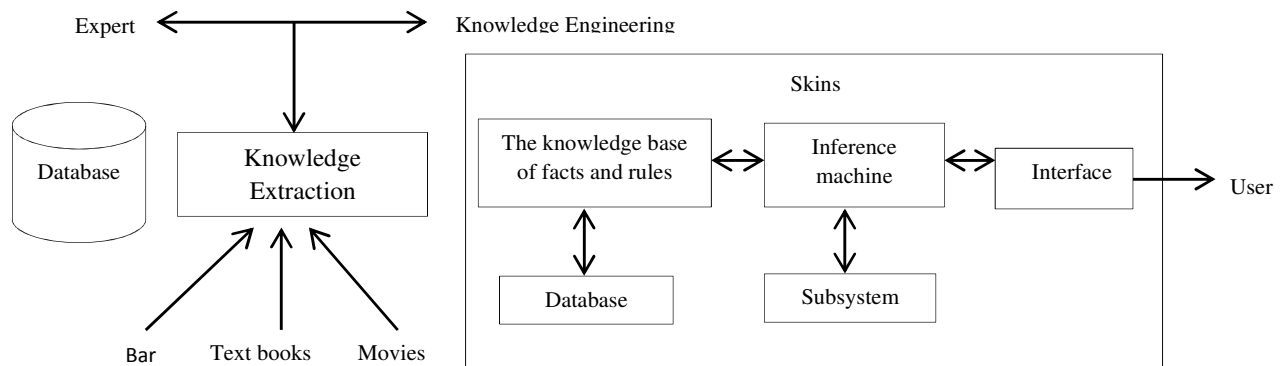 Expert
Knowledge Engineering
Skins
Database
Knowledge
Extraction
The knowledge base
of facts and rules
Inference
machine
Interface
User
Database
Subsystem
Bar
Text books
Movies